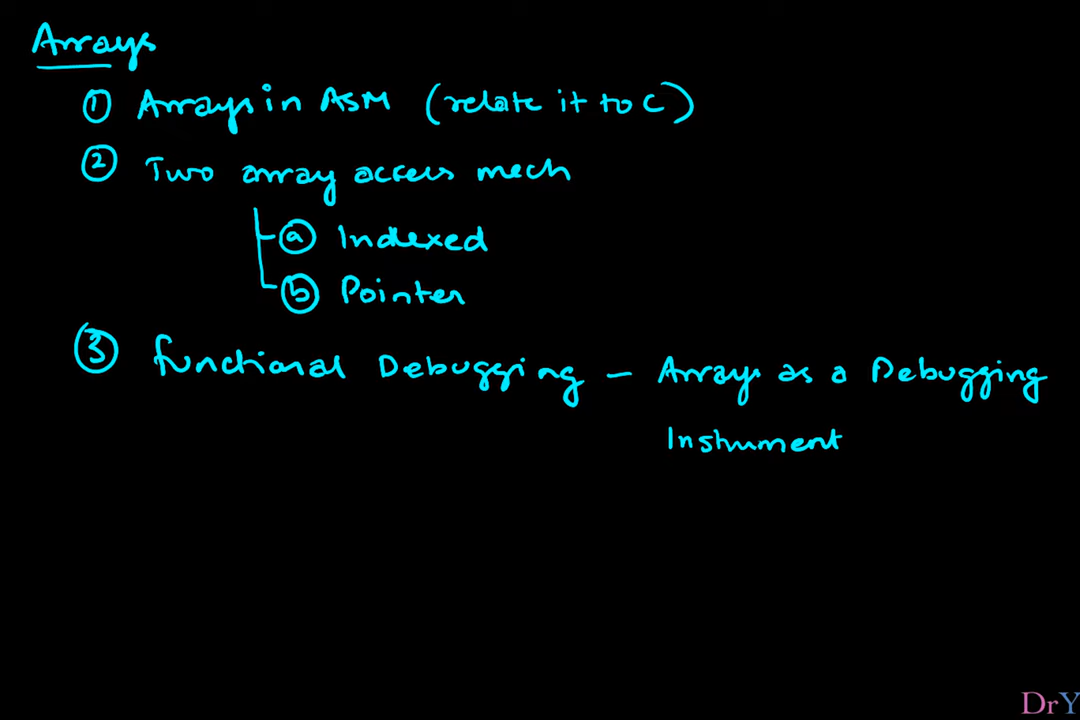 Arrays
① Arrays in ASM (relate it to C)
② Two array access mech
ⓐ Indexed
ⓑ Pointer
③ Functional Debugging – Arrays as a Debugging
Instrument
DrY